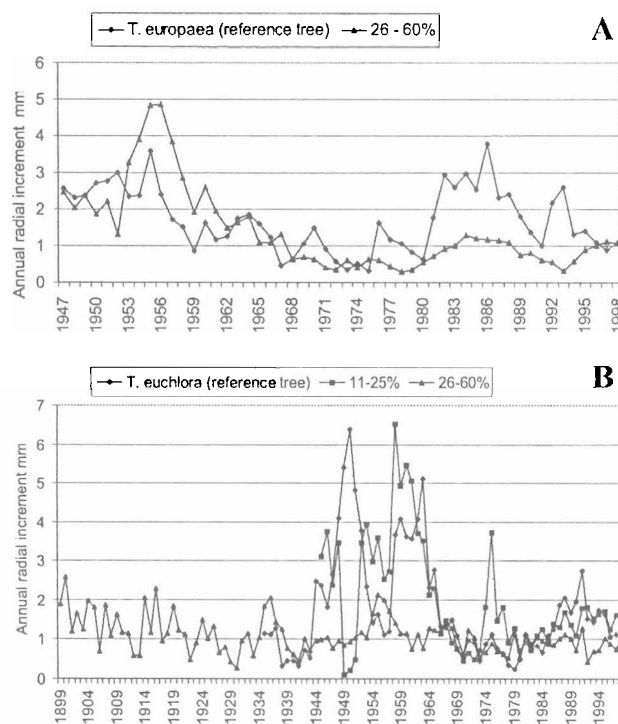 T. europaea (reference tree) 26 - 60% A
Annual radial increment mm
6
5
4
3
2
1
0
1947 1950 1953 1956 1959 1962 1965 1968 1971 1974 1977 1980 1983 1986 1989 1992 1995 1998
T. euchlora (reference tree) 11-25% 26-60% B
Annual radial increment mm
7
6
5
4
3
2
1
0
1899 1904 1909 1914 1919 1924 1929 1934 1939 1944 1949 1954 1959 1964 1969 1974 1979 1984 1989 1994